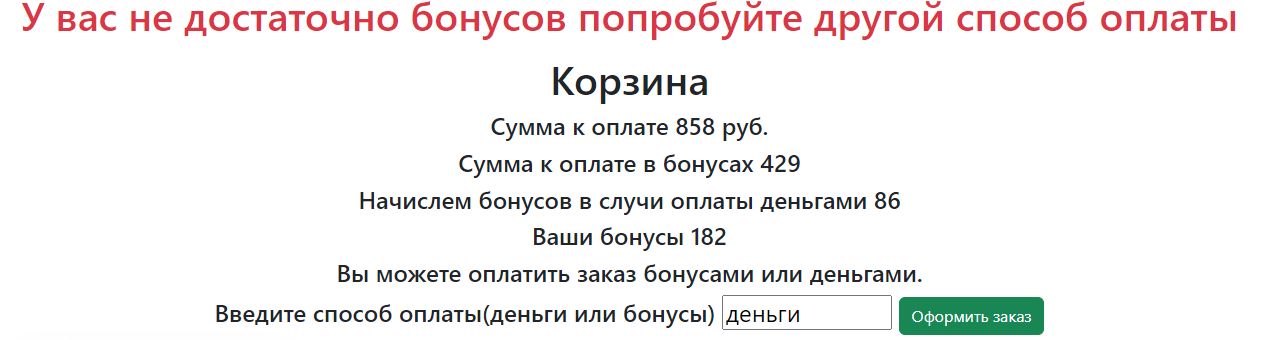 У вас не достаточно бонусов попробуйте другой способ оплаты
Корзина
Сумма к оплате 858 руб.
Сумма к оплате в бонусах 429
Начислем бонусов в случи оплаты деньгами 86
Ваши бонусы 182
Вы можете оплатить заказ бонусами или деньгами.
Введите способ оплаты(деньги или бонусы) деньги Оформить заказ